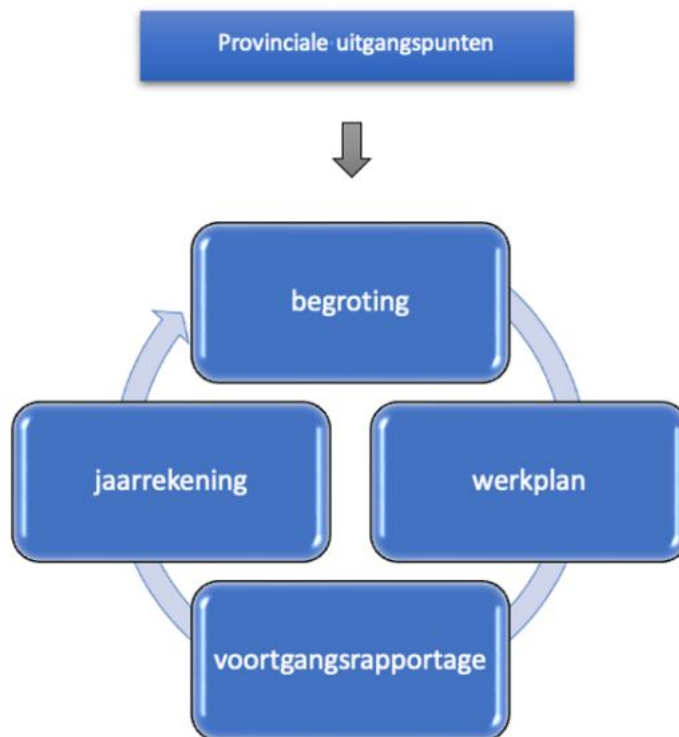 Provinciale uitgangspunten
begroting
jaarrekening
werkplan
voortgangsrapportage